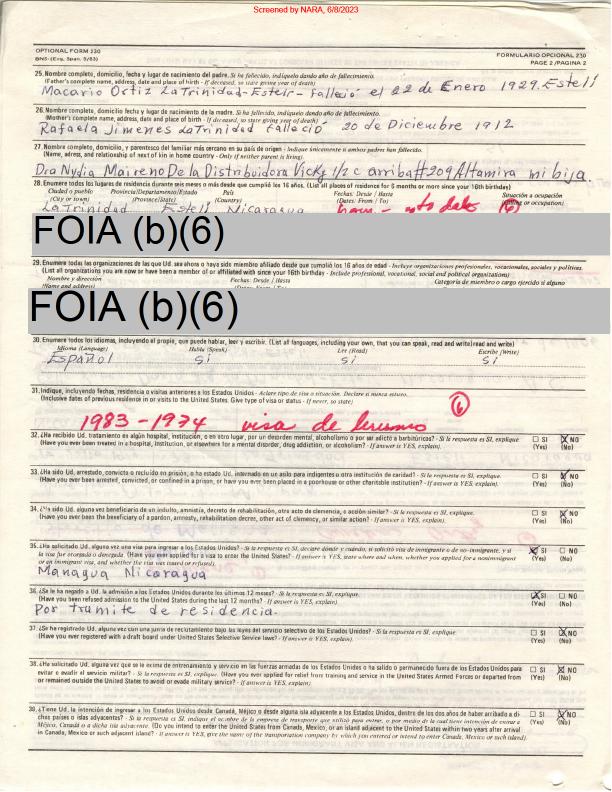 Screened by NARA, 6/8/2023
OPTIONAL FORM 230
BNS- (Eng. Span. 5/83)
FORMULARIO OPCIONAL 230
PAGE 2 /PAGINA 2
25. Nombre completo, domicilio, fecha y lugar de nacimiento del padre. Si ha fallecido, indíquelo dando año de fallecimiento.
(Father's complete name, address, date and place of birth - If deceased, so state giving year of death)
Macario Ortiz La Trinidad-Estelí - Falleció el 22 de Enero 1929. Estelí
26. Nombre completo, domicilio, fecha y lugar de nacimiento de la madre. Si ha fallecido, indíquelo dando año de fallecimiento.
(Mother's complete name, address, date and place of birth - If deceased, so state giving year of death)
Rafaela Jimenes La Trinidad falleció 20 de Diciembre 1912
27. Nombre completo, domicilio, y parentesco del familiar más cercano en su país de origen - Indíquese únicamente si ambos padres han fallecido.
(Name, adress, and relationship of next of kin in home country - Only if neither parent is living).
Dra Nydia Maireno De la Distribuidora Vicky 1/2 c arriba #209 Altamira mi hija.
28. Enumere todos los lugares de residencia durante seis meses o más desde que cumplió los 16 años. (List all places of residence for 6 months or more since your 16th birthday)
Ciudad o pueblo Provincia/Departamento/Estado País Fechas: Desde / Hasta Situación a ocupación
(City or town) (Province/State) (Country) (Dates: From / To) or occupation)
La Trinidad Estelí Nicaragua
FOIA (b)(6)
29. Enumere todas las organizaciones de las que Ud. sea ahora o haya sido miembro afiliado desde que cumplió los 16 años de edad - Incluye organizaciones profesionales, vocacionales, sociales y políticas.
(List all organizations you are now or have been a member of or affiliated with since your 16th birthday - Include professional, vocational, social and political organizations)
Nombre y dirección Fechas: Desde / Hasta Categoría de miembro o cargo ejercido si alguno
(Name and address)
FOIA (b)(6)
30. Enumere todos los idiomas, incluyendo el propio, que puede hablar, leer y escribir. (List all languages, including your own, that you can speak, read and write)read and write)
Idioma (Language) Habla (Speak) Lee (Read) Escribe (Write)
Español Si Si Si
31. Indique, incluyendo fechas, residencia o visitas anteriores a los Estados Unidos - Aclare tipo de visa o situación. Declare si nunca estuvo.
(Inclusive dates of previous residence in or visits to the United States. Give type of visa or status - If never, so state)
6
1983 - 1974 visa de
32. ¿Ha recibido Ud. tratamiento en algún hospital, institución, o en otro lugar, por un desorden mental, alcoholismo o por ser adicto a barbitúricos? - Si la respuesta es SI, explique.
(Have you ever been treated in a hospital, institution, or elsewhere for a mental disorder, drug addiction, or alcoholism? - If answer is YES, explain).
SI X NO
(Yes) (No)
33. ¿Ha sido Ud. arrestado, convicto o recluido en prisión; o ha estado Ud. internado en un asilo para indigentes u otra institución de caridad? - Si la respuesta es SI, explique.
(Have you ever been arrested, convicted, or confined in a prison, or have you ever been placed in a poorhouse or other charitable institution? - If answer is YES, explain).
SI X NO
(Yes) (No)
34. ¿Ha sido Ud. alguna vez beneficiario de un indulto, amnistía, decreto de rehabilitación, otro acto de clemencia, o acción similar? - Si la respuesta es SI, explique.
(Have you ever been the beneficiary of a pardon, amnesty, rehabilitation decree, other act of clemency, or similar action? - If answer is YES, explain).
SI X NO
(Yes) (No)
35. ¿Ha solicitado Ud. alguna vez una visa para ingresar a los Estados Unidos? - Si la respuesta es SI, declare dónde y cuándo, si solicitó visa de inmigrante o de no-inmigrante, y si
la visa fue otorgada o denegada. (Have you ever applied for a visa to enter the United States? - If answer is YES, state where and when, whether you applied for a nonimmigrant
or an immigrant visa, and whether the visa was issued or refused).
X SI NO
(Yes) (No)
Managua Nicaragua
36. ¿Se le ha negado a Ud. la admisión a los Estados Unidos durante los últimos 12 meses? - Si la respuesta es SI, explique.
(Have you been refused admission to the United States during the last 12 months? - If answer is YES, explain).
X SI NO
(Yes) (No)
Por tramite de residencia.
37. ¿Se ha registrado Ud. alguna vez con una junta de reclutamiento bajo las leyes del servicio selectivo de los Estados Unidos? - Si la respuesta es SI, explique.
(Have you ever registered with a draft board under United States Selective Service laws? - If answer is YES, explain).
SI X NO
(Yes) (No)
38. ¿Ha solicitado Ud. alguna vez que se le exima de entrenamiento y servicio en las fuerzas armadas de los Estados Unidos o ha salido o permanecido fuera de los Estados Unidos para
evitar o evadir el servicio militar? - Si la respuesta es SI, explique. (Have you ever applied for relief from training and service in the United States Armed Forces or departed from
or remained outside the United States to avoid or evade military service? - If answer is YES, explain).
SI X NO
(Yes) (No)
39. ¿Tiene Ud. la intención de ingresar a los Estados Unidos desde Canadá, Méjico o desde alguna isla adyacente a los Estados Unidos, dentro de los dos años de haber arribado a di-
chos países o islas adyacentes? - Si la respuesta es SI, indique el nombre de la empresa de transporte que utilizó para entrar, o por medio de la cual tiene intención de entrar a
Méjico, Canadá o a dicha isla adyacente. (Do you intend to enter the United States from Canada, Mexico, or an island adjacent to the United States within two years after arrival
in Canada, Mexico or such adjacent island? - If answer is YES, give the name of the transportation company by which you entered or intend to enter Canada, Mexico or such island).
SI X NO
(Yes) (No)